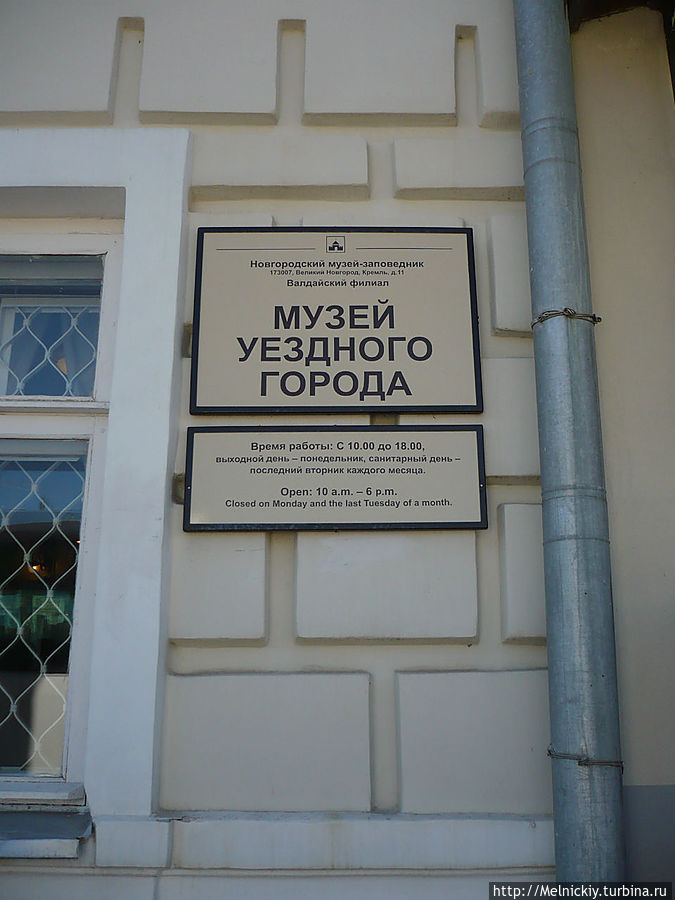 Новгородский музей-заповедник
173007, Великий Новгород, Кремль, д.11
Валдайский филиал
МУЗЕЙ
УЕЗДНОГО
ГОРОДА
Время работы: С 10.00 до 18.00,
выходной день – понедельник, санитарный день –
последний вторник каждого месяца.
Open: 10 a.m. – 6 p.m.
Closed on Monday and the last Tuesday of a month.
http://Melnickiy.turbina.ru/